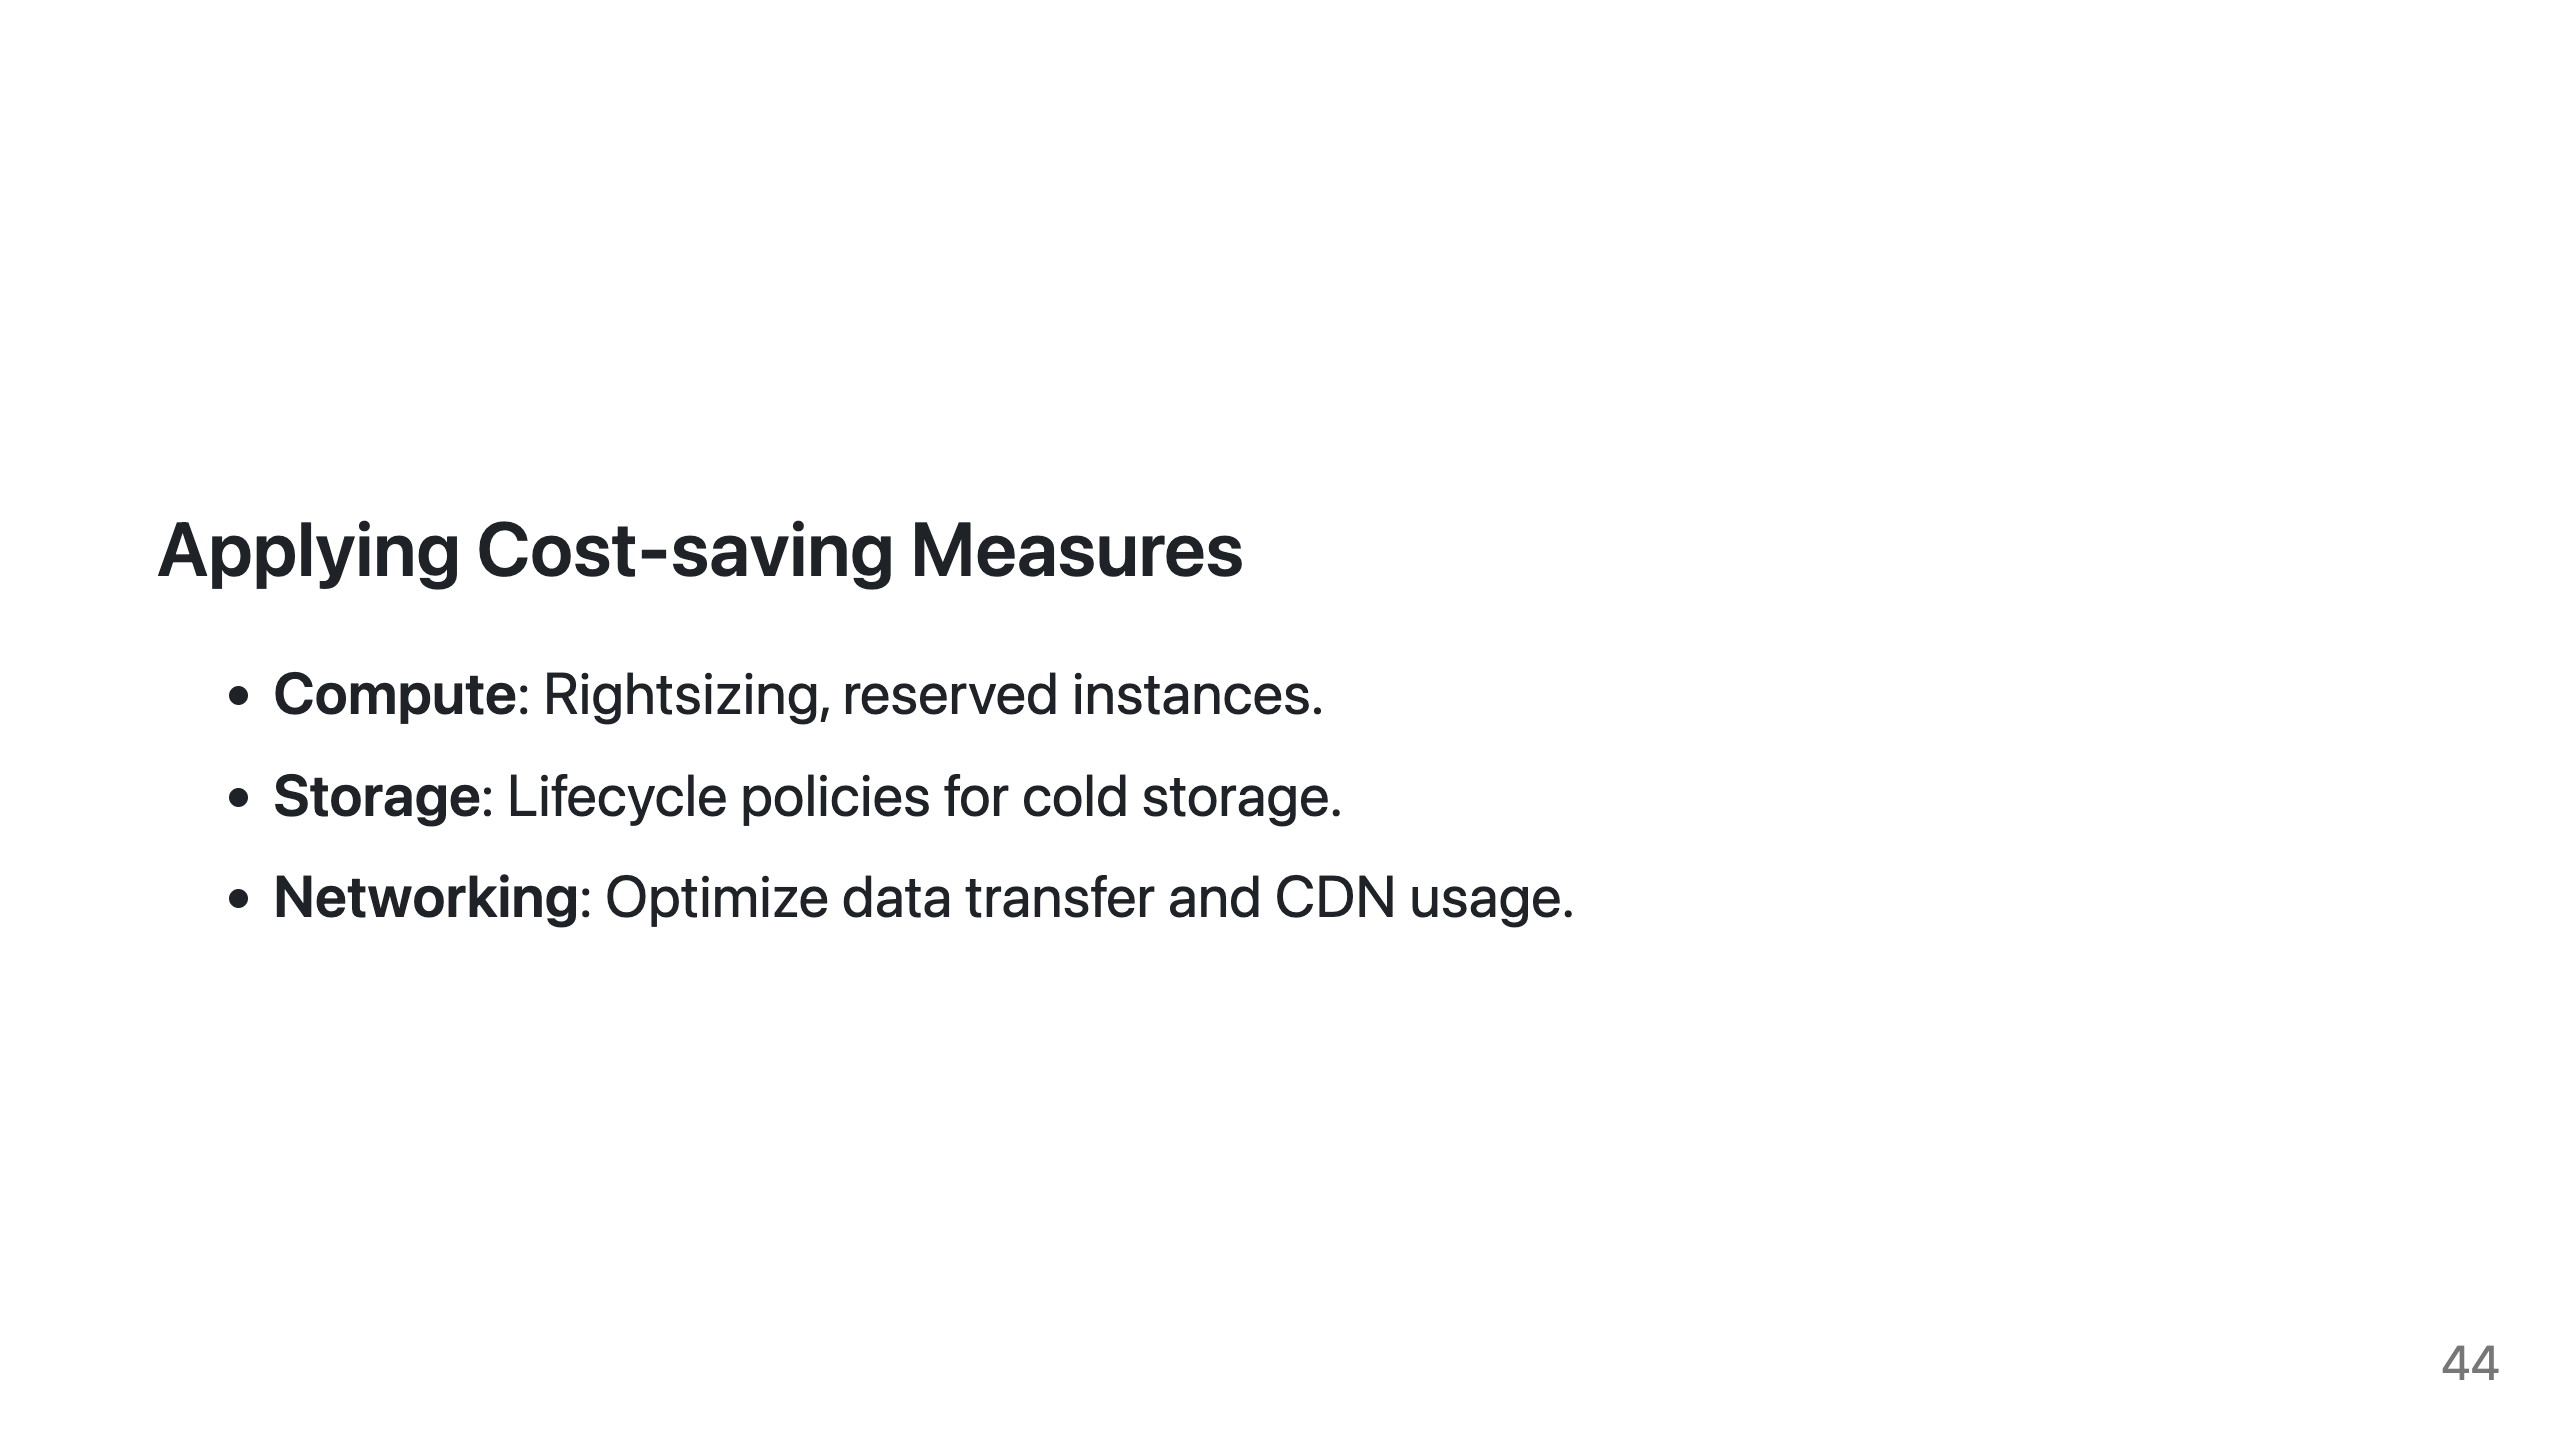 Applying Cost-saving Measures
• Compute: Rightsizing, reserved instances.
• Storage: Lifecycle policies for cold storage.
• Networking: Optimize data transfer and CDN usage.
44